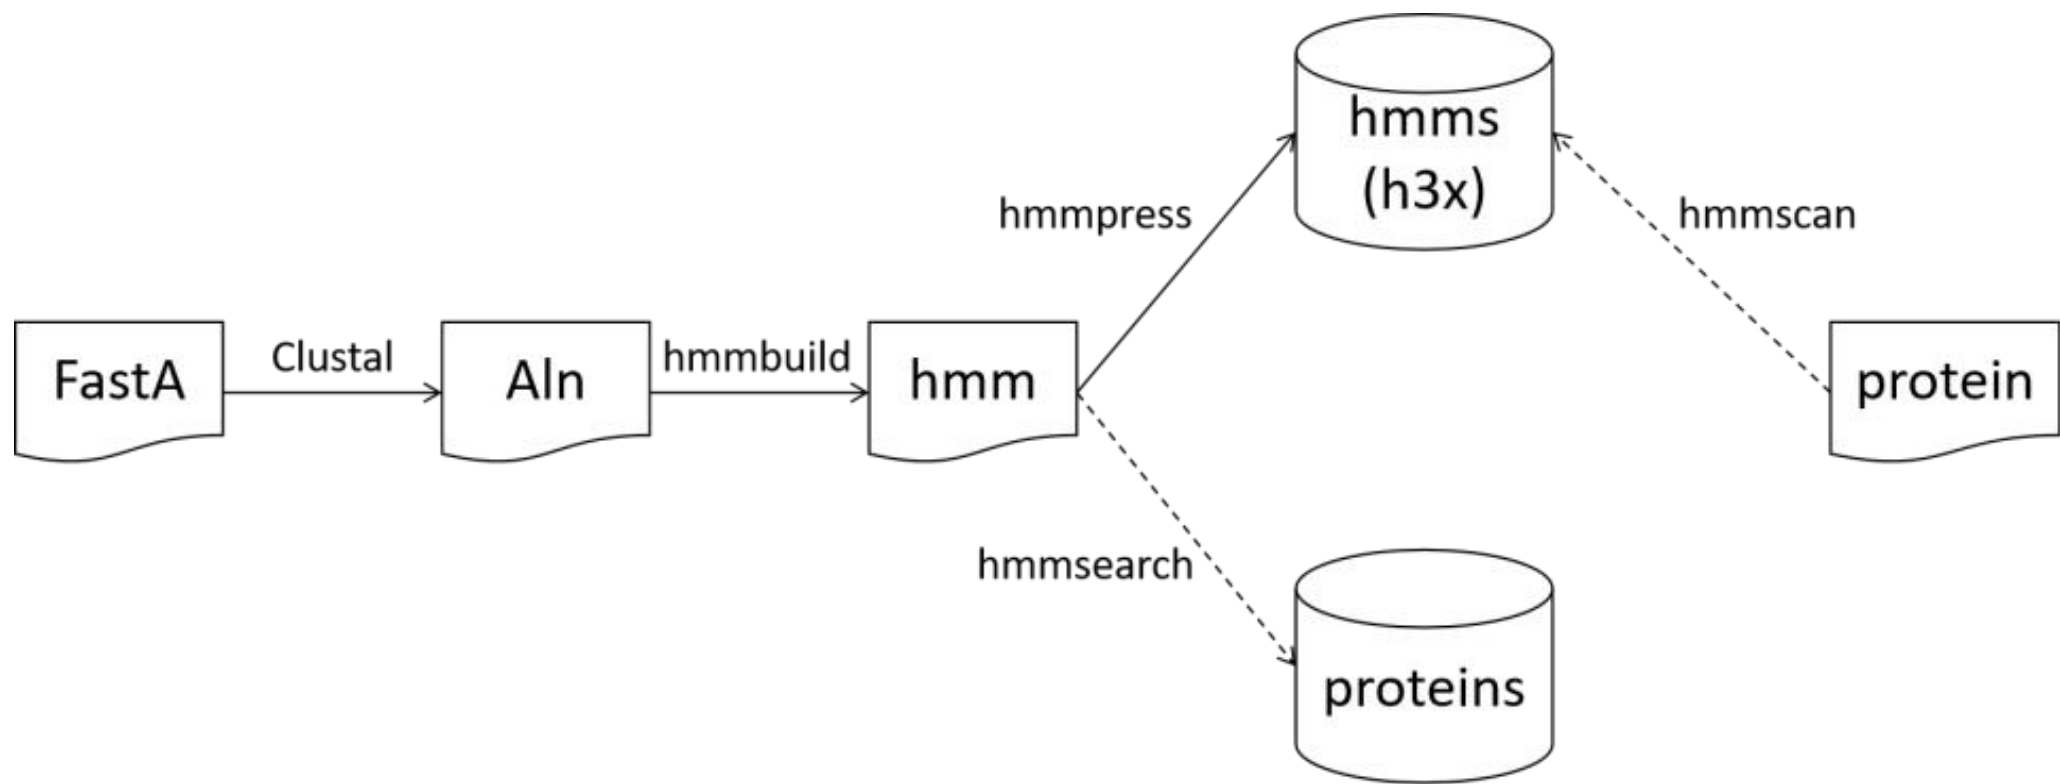 hmms
(h3x)
hmmpress
hmmscan
FastA
Clustal
Aln
hmmbuild
hmm
protein
hmmsearch
proteins